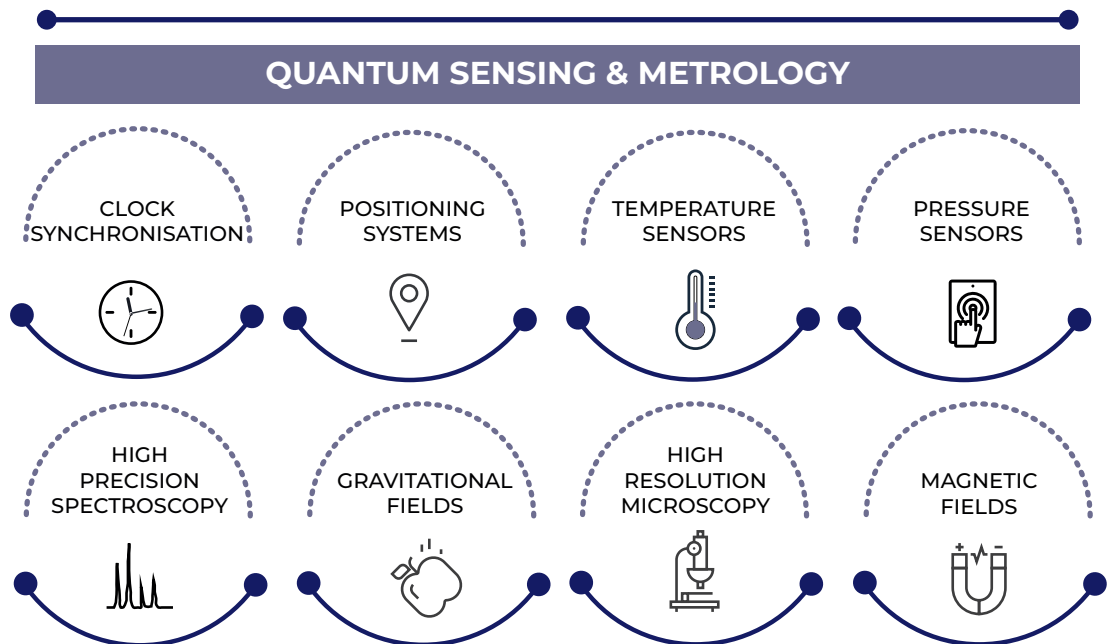 QUANTUM SENSING & METROLOGY
CLOCK
SYNCHRONISATION
POSITIONING
SYSTEMS
TEMPERATURE
SENSORS
PRESSURE
SENSORS
HIGH
PRECISION
SPECTROSCOPY
GRAVITATIONAL
FIELDS
HIGH
RESOLUTION
MICROSCOPY
MAGNETIC
FIELDS